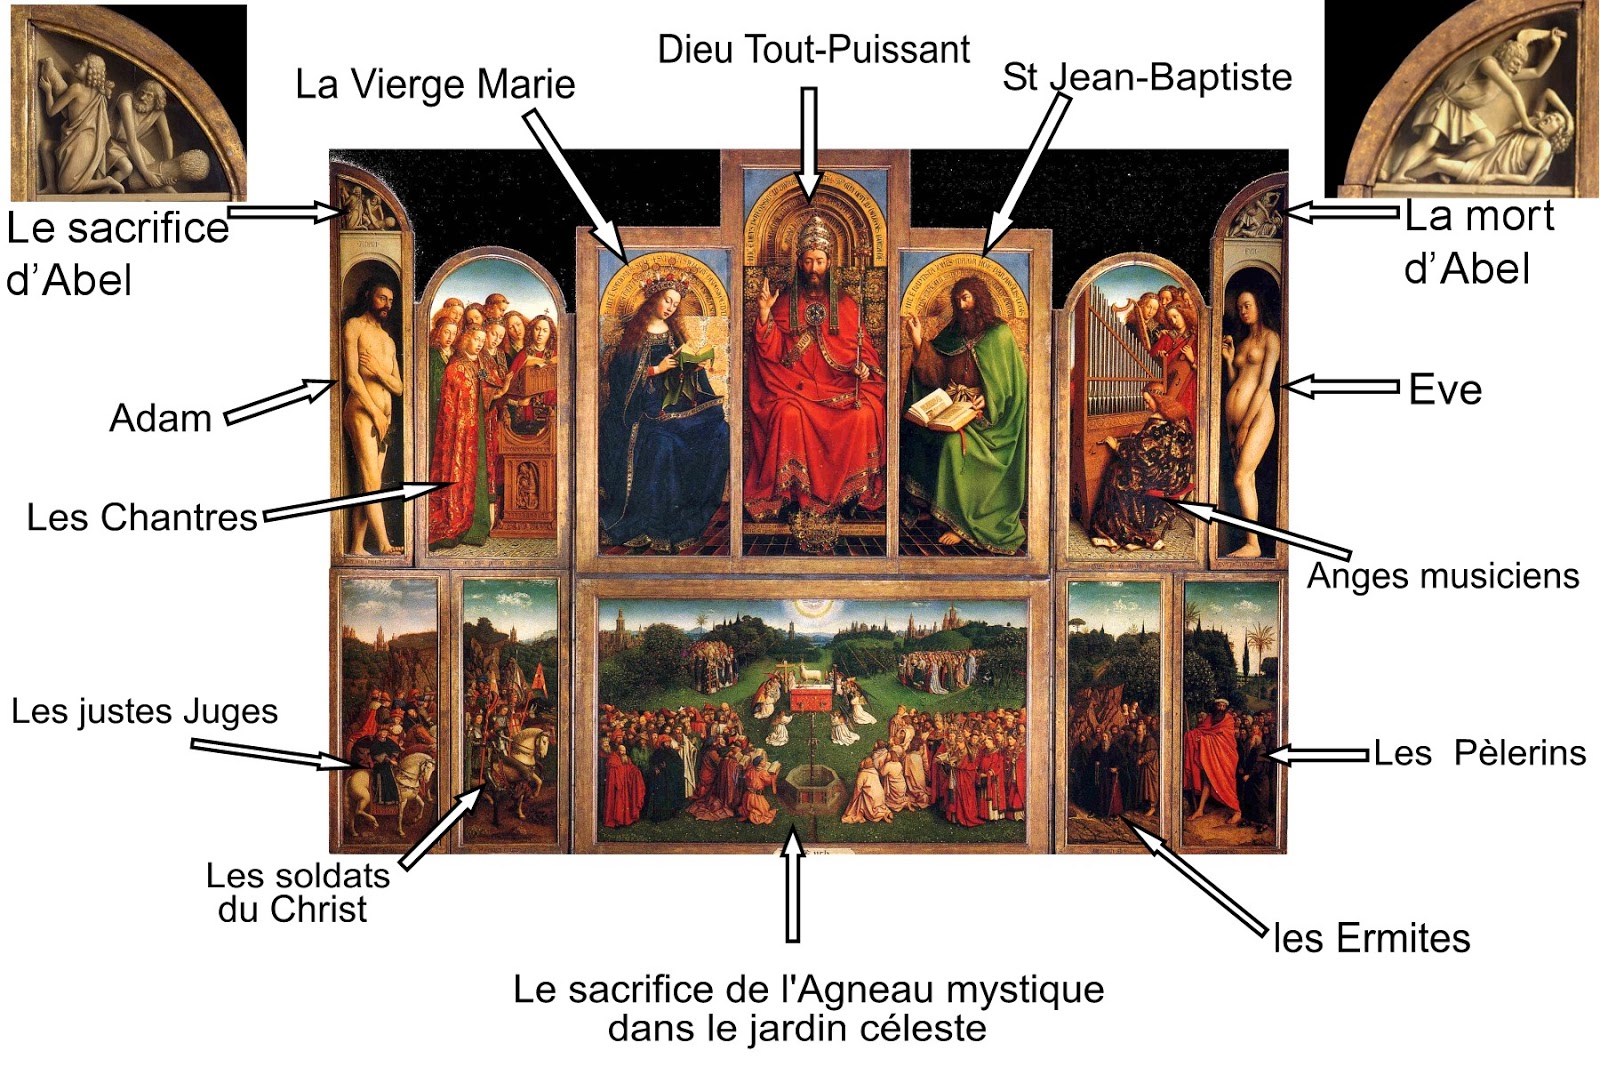 Dieu Tout-Puissant
La Vierge Marie
St Jean-Baptiste
Le sacrifice
d'Abel
La mort
d'Abel
Adam
Eve
Les Chantres
Anges musiciens
Les justes Juges
Les Pèlerins
Les soldats
du Christ
les Ermites
Le sacrifice de l'Agneau mystique
dans le jardin céleste